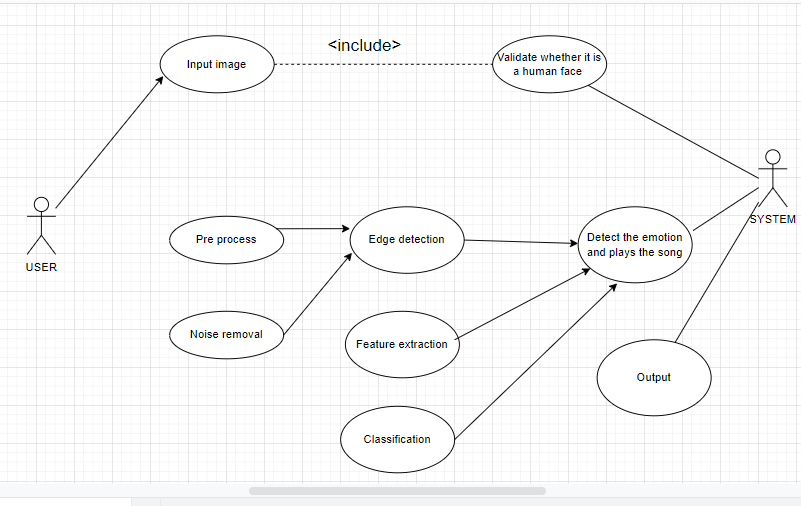 <include>
Input image
Validate whether it is
a human face
SYSTEM
USER
Pre process
Edge detection
Detect the emotion
and plays the song
Noise removal
Feature extraction
Output
Classification